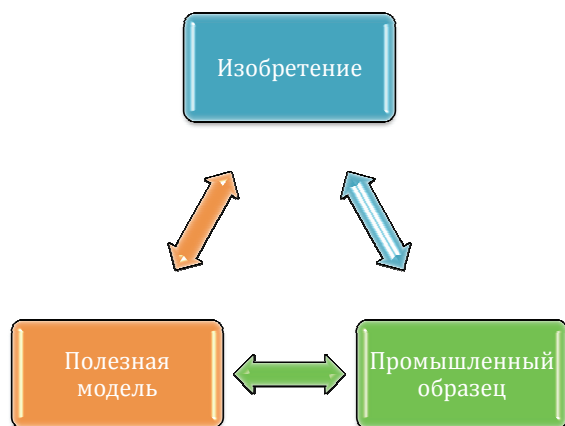 Изобретение
Полезная
модель
Промышленный
образец